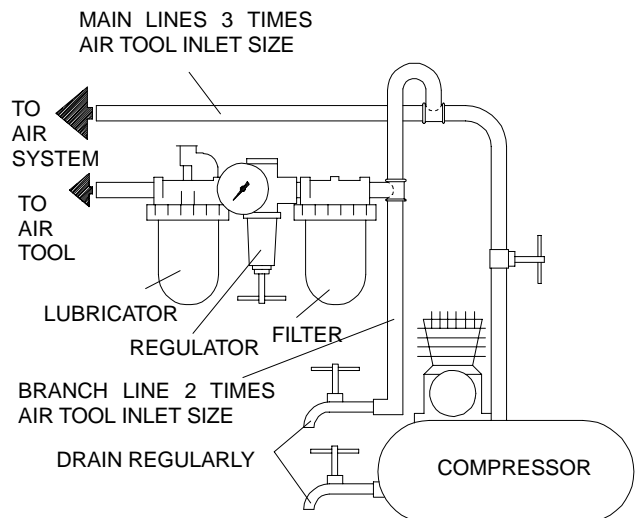 MAIN LINES 3 TIMES
AIR TOOL INLET SIZE
TO
AIR
SYSTEM
TO
AIR
TOOL
LUBRICATOR
REGULATOR
FILTER
BRANCH LINE 2 TIMES
AIR TOOL INLET SIZE
DRAIN REGULARLY
COMPRESSOR